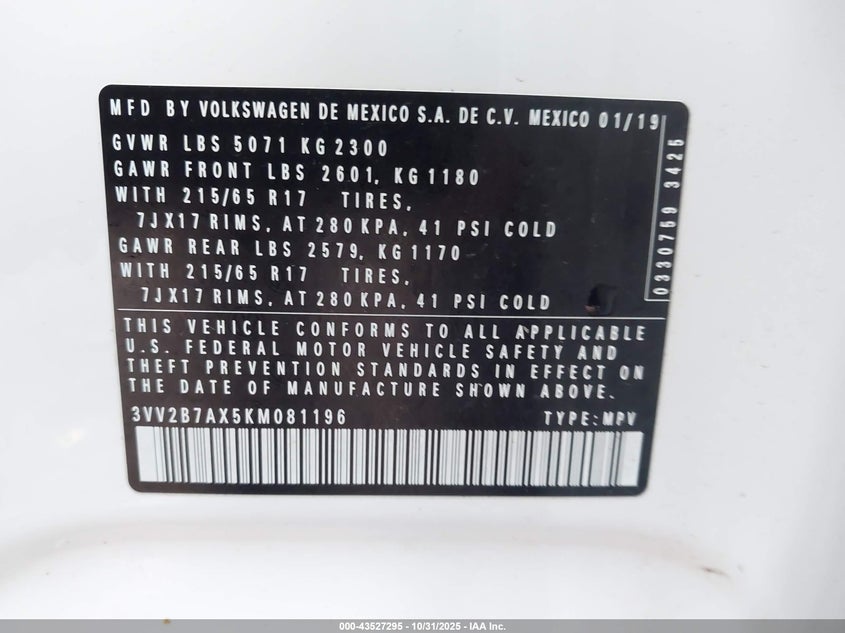 MFD BY VOLKSWAGEN DE MEXICO S.A. DE C.V. MEXICO 01/19
GVWR LBS 5071 KG 2300
GAWR FRONT LBS 2601, KG 1180
WITH 215/65 R17 TIRES,
7JX17 RIMS, AT 280 KPA, 41 PSI COLD
GAWR REAR LBS 2579, KG 1170
WITH 215/65 R17 TIRES,
7JX17 RIMS, AT 280 KPA, 41 PSI COLD
0330759 3425
THIS VEHICLE CONFORMS TO ALL APPLICABLE
U.S. FEDERAL MOTOR VEHICLE SAFETY AND
THEFT PREVENTION STANDARDS IN EFFECT ON
THE DATE OF MANUFACTURE SHOWN ABOVE.
3VV2B7AX5KM081196 TYPE: MPV
000-43527295 - 10/31/2025 - IAA Inc.